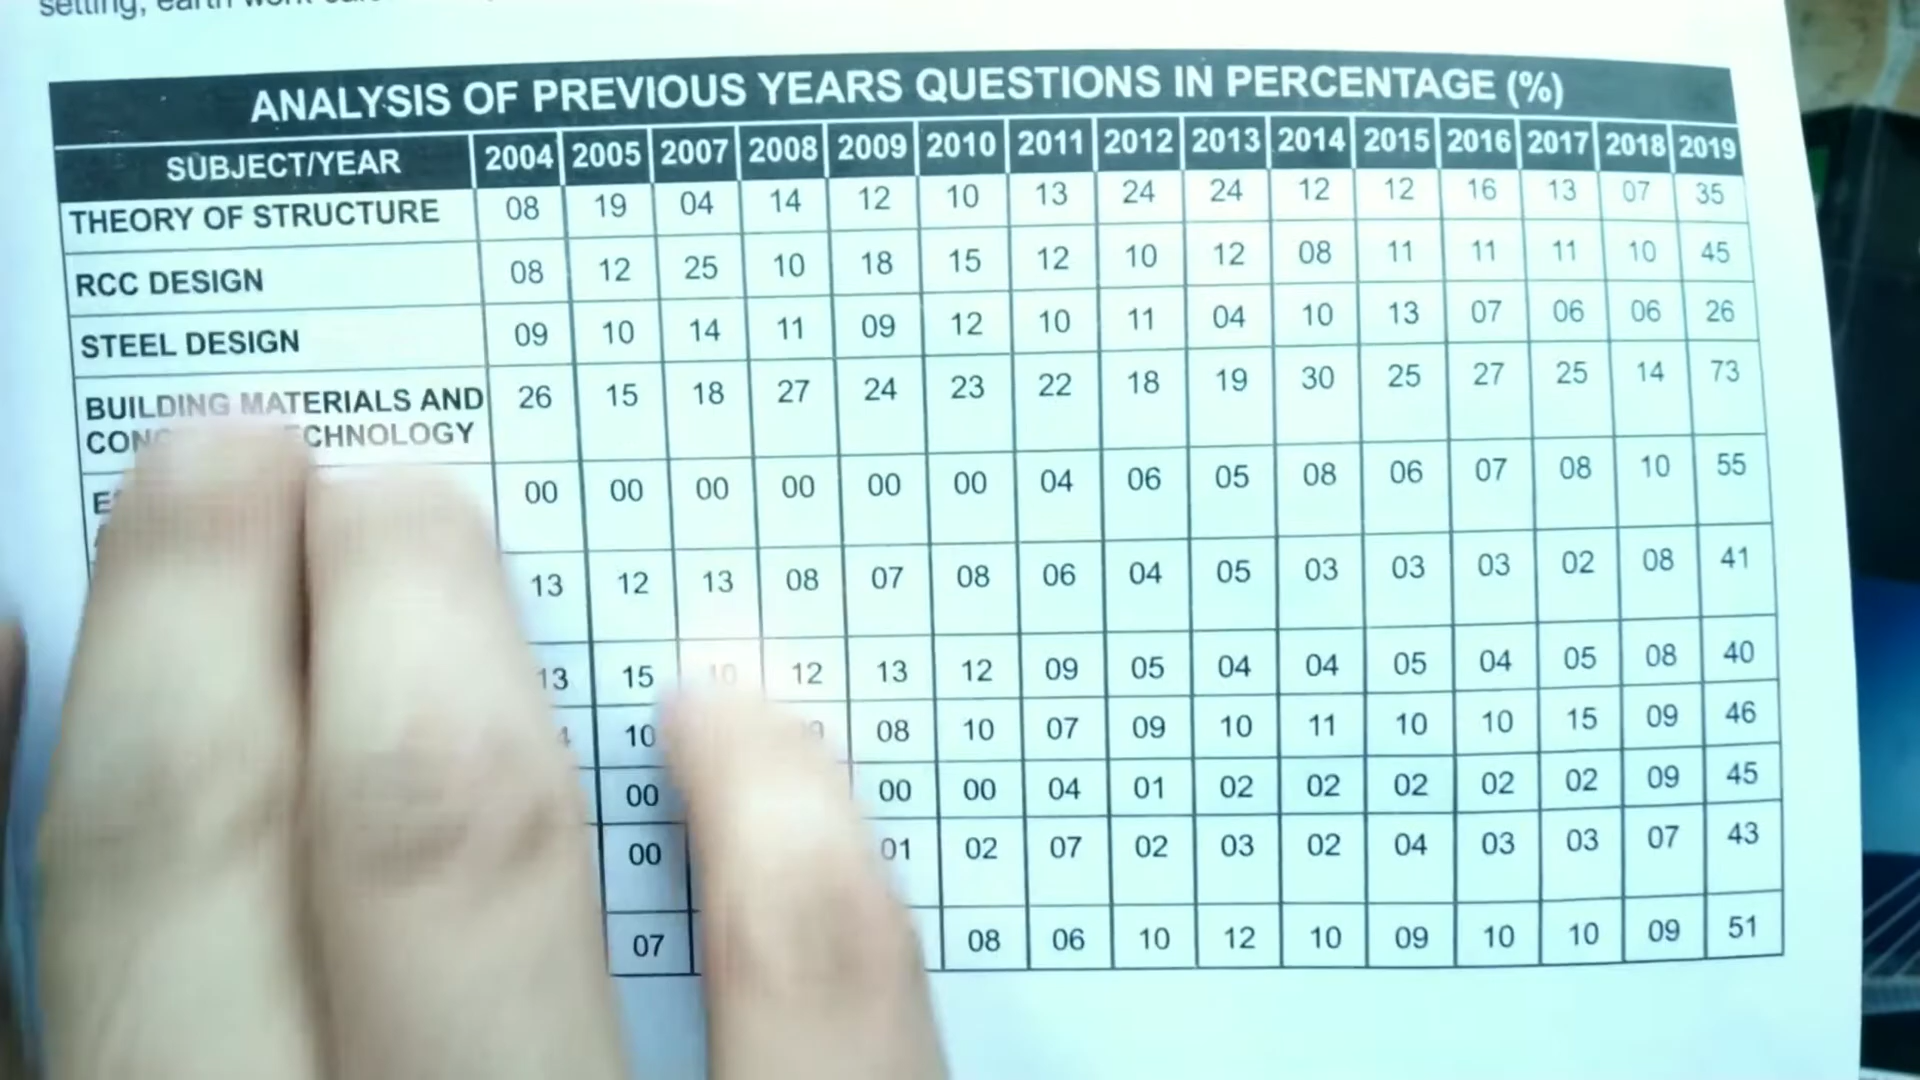 setting, earth work
ANALYSIS OF PREVIOUS YEARS QUESTIONS IN PERCENTAGE (%)
SUBJECT/YEAR 2004 2005 2007 2008 2009 2010 2011 2012 2013 2014 2015 2016 2017 2018 2019
THEORY OF STRUCTURE 08 19 04 14 12 10 13 24 24 12 12 16 13 07 35
RCC DESIGN 08 12 25 10 18 15 12 10 12 08 11 11 11 10 45
STEEL DESIGN 09 10 14 11 09 12 10 11 04 10 13 07 06 06 26
BUILDING MATERIALS AND 26 15 18 27 24 23 22 18 19 30 25 27 25 14 73
00 00 00 00 00 00 04 06 05 08 06 07 08 10 55
13 12 13 08 07 08 06 04 05 03 03 03 02 08 41
13 15 10 12 13 12 09 05 04 04 05 04 05 08 40
10 08 10 07 09 10 11 10 10 15 09 46
00 00 00 04 01 02 02 02 02 02 09 45
00 01 02 07 02 03 02 04 03 03 07 43
07 08 06 10 12 10 09 10 10 09 51